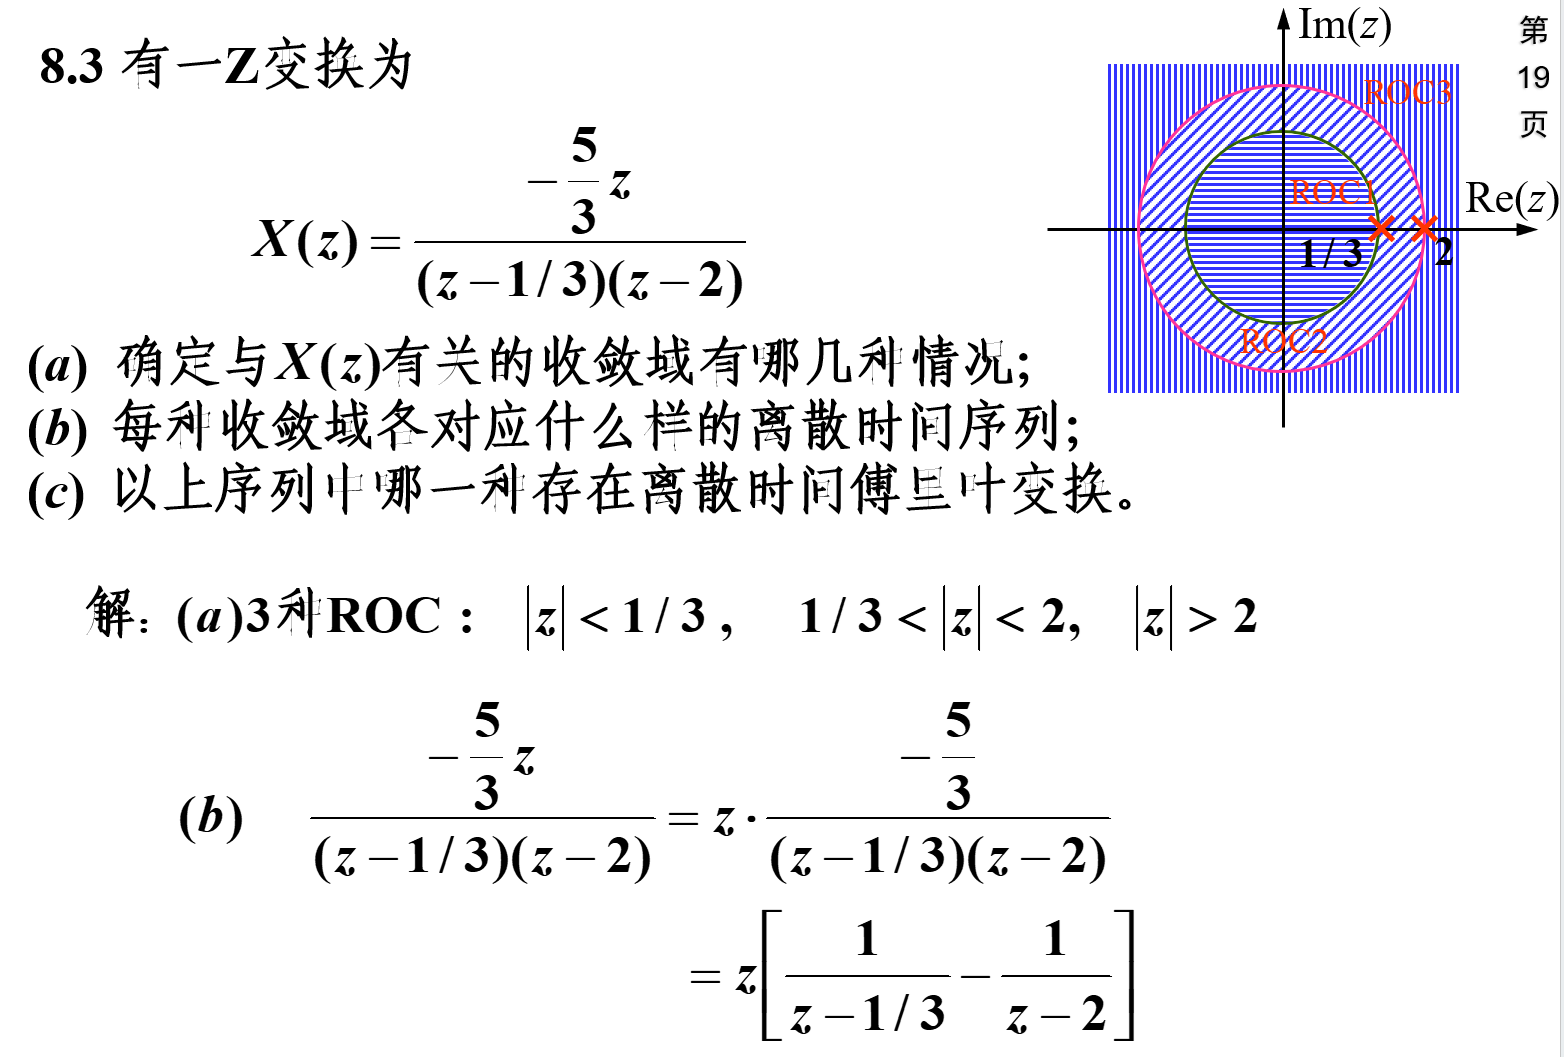 8.3 有一Z变换为
X(z) = \frac{-\frac{5}{3}z}{(z-1/3)(z-2)}
(a) 确定与X(z)有关的收敛域有哪几种情况;
(b) 每种收敛域各对应什么样的离散时间序列;
(c) 以上序列中哪一种存在离散时间傅里叶变换。
Im(z)
ROC3
ROC1
Re(z)
1/3
2
ROC2
第
19
页
解: (a)3种ROC : |z| < 1/3 , 1/3 < |z| < 2, |z| > 2
(b) \frac{-\frac{5}{3}z}{(z-1/3)(z-2)} = z \cdot \frac{-\frac{5}{3}}{(z-1/3)(z-2)}
= z\left[\frac{1}{z-1/3} - \frac{1}{z-2}\right]